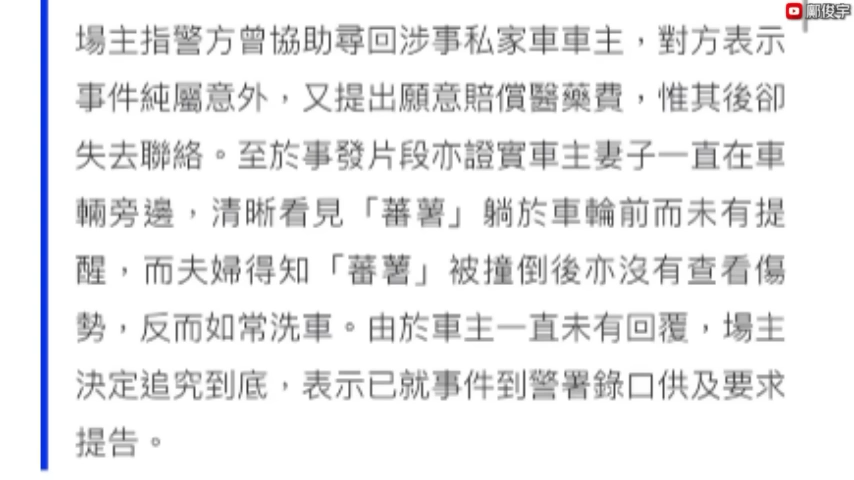 鄺俊宇
場主指警方曾協助尋回涉事私家車車主，對方表示
事件純屬意外，又提出願意賠償醫藥費，惟其後卻
失去聯絡。至於事發片段亦證實車主妻子一直在車
輛旁邊，清晰看見「蕃薯」躺於車輪前而未有提
醒，而夫婦得知「蕃薯」被撞倒後亦沒有查看傷
勢，反而如常洗車。由於車主一直未有回覆，場主
決定追究到底，表示已就事件到警署錄口供及要求
提告。